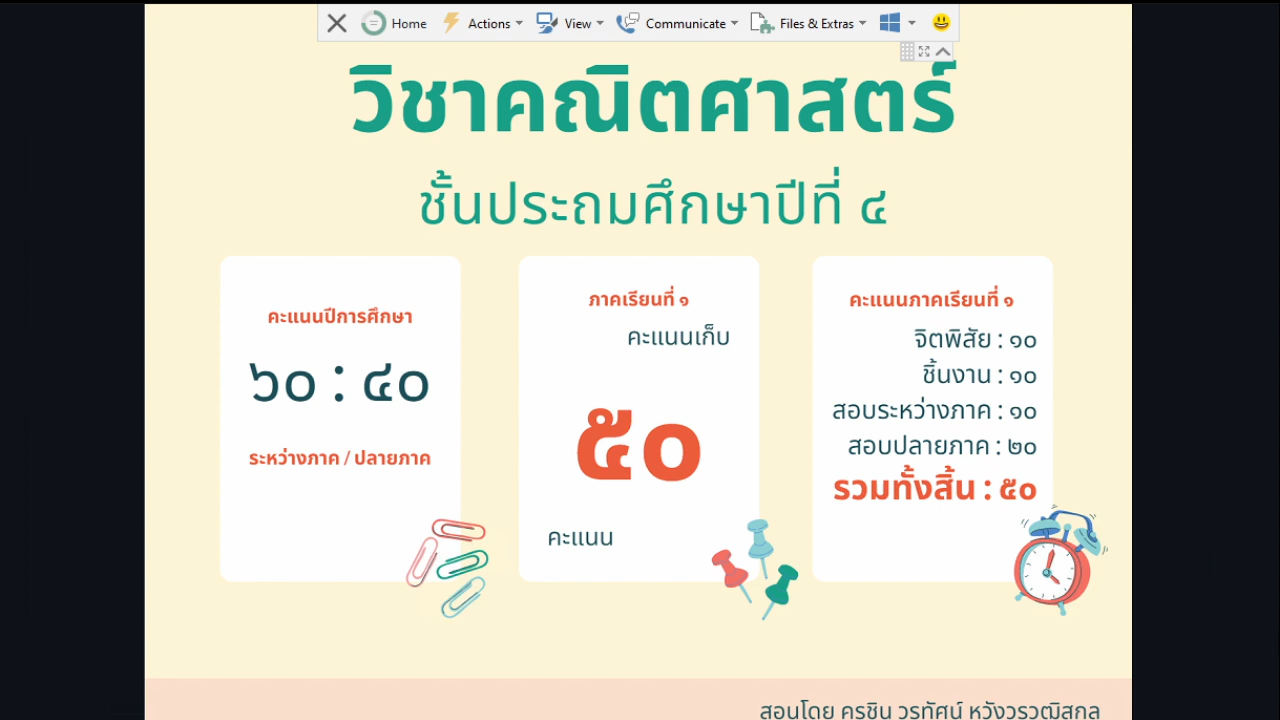 Home Actions View Communicate Files & Extras
วิชาคณิตศาสตร์
ชั้นประถมศึกษาปีที่ ๔
คะแนนปีการศึกษา
๖๐ : ๔๐
ระหว่างภาค / ปลายภาค
ภาคเรียนที่ ๑
คะแนนเก็บ
๕๐
คะแนน
คะแนนภาคเรียนที่ ๑
จิตพิสัย : ๑๐
ชิ้นงาน : ๑๐
สอบระหว่างภาค : ๑๐
สอบปลายภาค : ๒๐
รวมทั้งสิ้น : ๕๐
สอนโดย ครูชิน วรทัศน์ หวังวรวุฒิสกุล